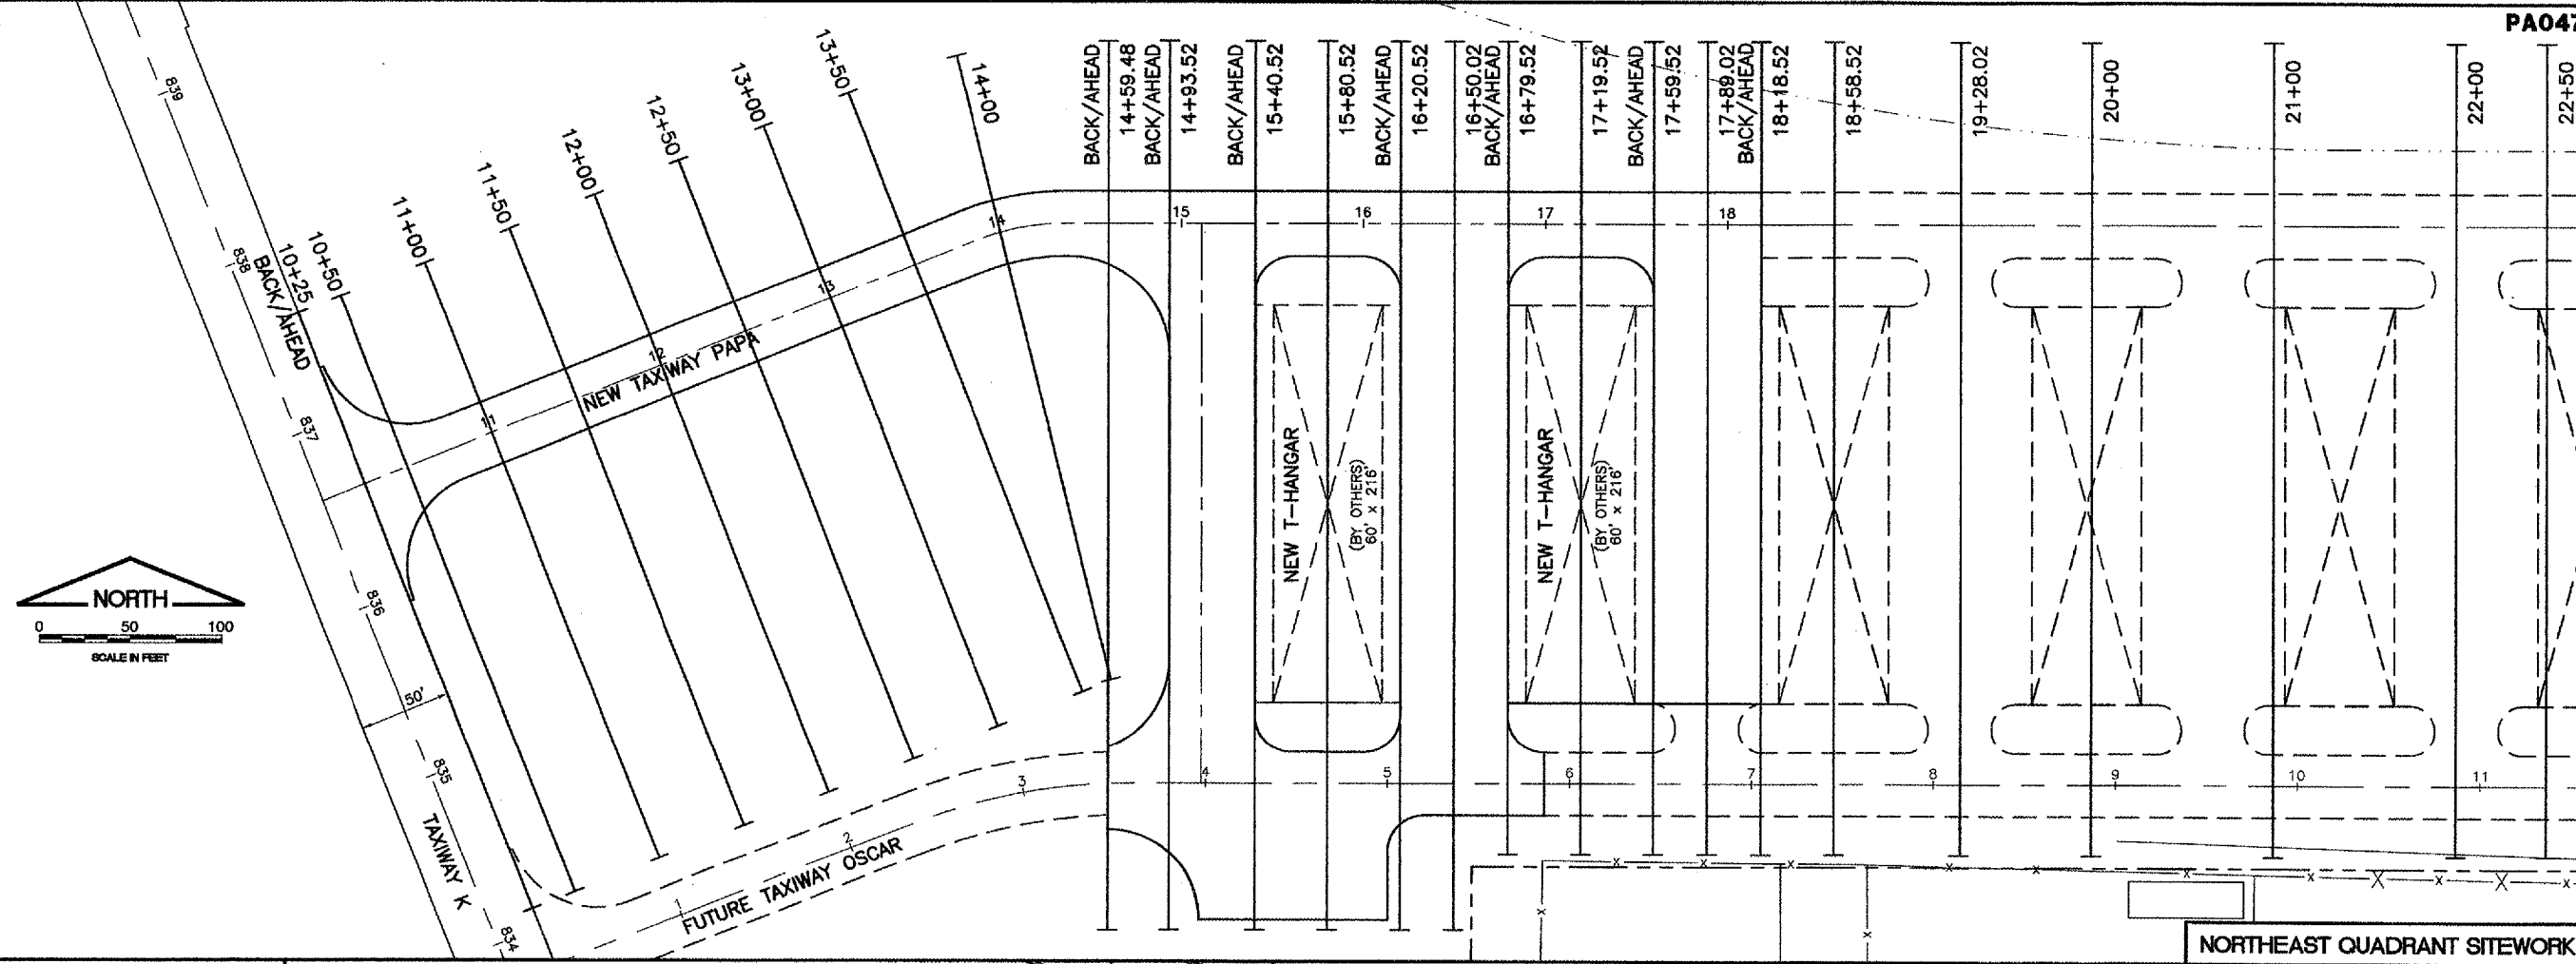 PA047
839
838
837
836
835
834
10+25
BACK/AHEAD
10+50
11+00
11+50
12+00
12+50
13+00
13+50
14+00
BACK/AHEAD
14+59.48
BACK/AHEAD
14+93.52
BACK/AHEAD
15+40.52
15+80.52
BACK/AHEAD
16+20.52
16+50.02
BACK/AHEAD
16+79.52
17+19.52
BACK/AHEAD
17+59.52
17+89.02
BACK/AHEAD
18+18.52
18+58.52
19+28.02
20+00
21+00
22+00
22+50
11
12
13
14
15
16
17
18
NEW TAXIWAY PAPA
NEW T-HANGAR
(BY OTHERS)
60' x 216'
NEW T-HANGAR
(BY OTHERS)
60' x 216'
NORTH
0 50 100
SCALE IN FEET
50'
TAXIWAY K
1
2
3
4
5
6
7
8
9
10
11
FUTURE TAXIWAY OSCAR
NORTHEAST QUADRANT SITEWORK